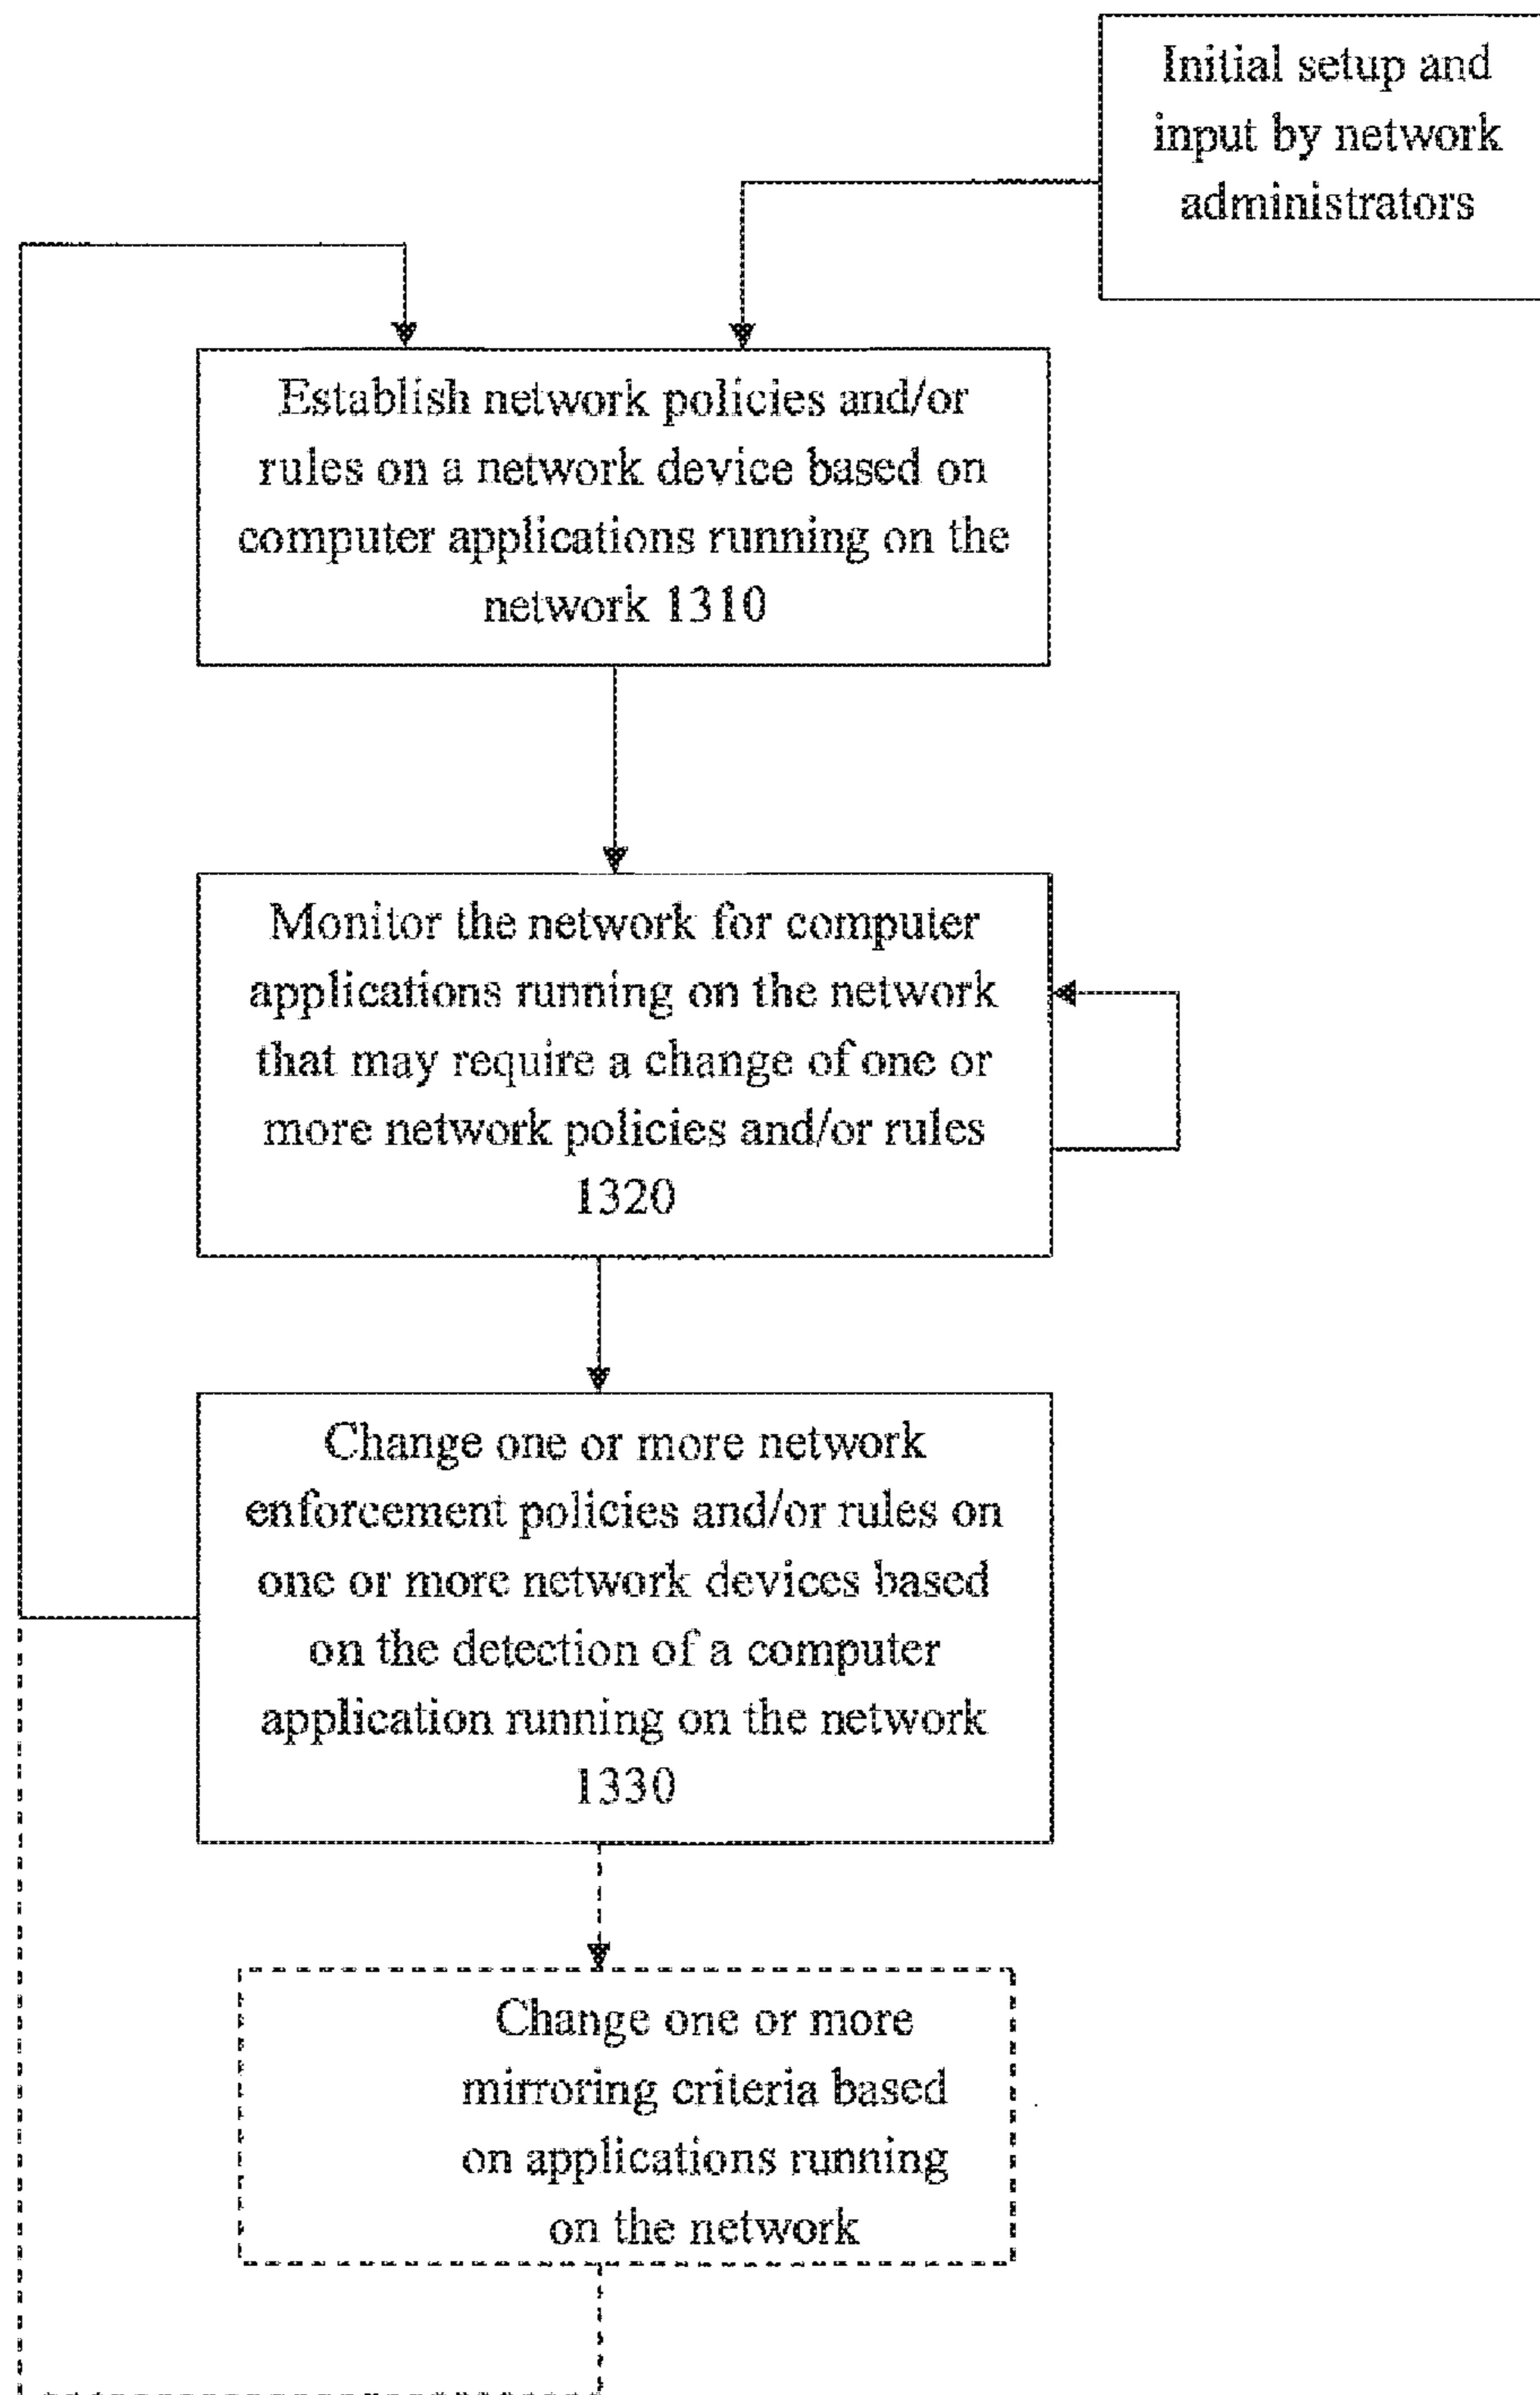 Initial setup and
input by network
administrators
Establish network policies and/or
rules on a network device based on
computer applications running on the
network 1310
Monitor the network for computer
applications running on the network
that may require a change of one or
more network policies and/or rules
1320
Change one or more network
enforcement policies and/or rules on
one or more network devices based
on the detection of a computer
application running on the network
1330
Change one or more
mirroring criteria based
on applications running
on the network